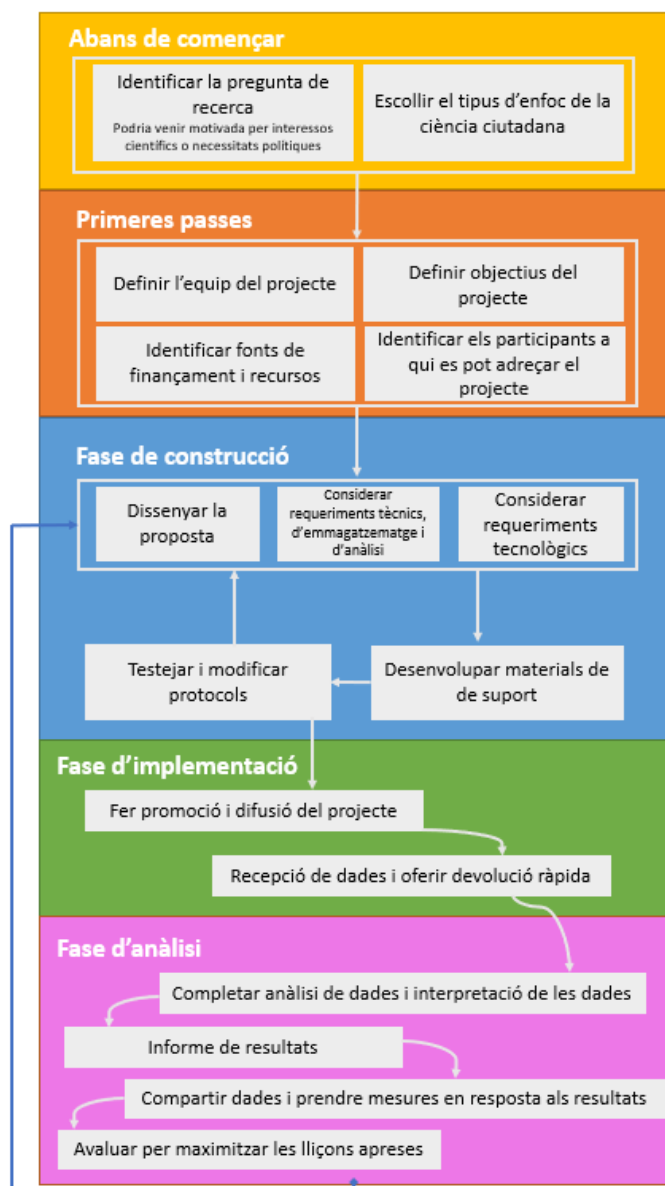 Abans de començar
Identificar la pregunta de
recerca
Podria venir motivada per interessos
científics o necessitats polítiques
Escollir el tipus d'enfoc de la
ciència ciutadana
Primeres passes
Definir l'equip del projecte
Definir objectius del
projecte
Identificar fonts de
finançament i recursos
Identificar els participants a
qui es pot adreçar el
projecte
Fase de construcció
Dissenyar la
proposta
Considerar
requeriments tècnics,
d'emmagatzematge i
d'anàlisi
Considerar
requeriments
tecnològics
Testejar i modificar
protocols
Desenvolupar materials de
de suport
Fase d'implementació
Fer promoció i difusió del projecte
Recepció de dades i oferir devolució ràpida
Fase d'anàlisi
Completar anàlisi de dades i interpretació de les dades
Informe de resultats
Compartir dades i prendre mesures en resposta als resultats
Avaluar per maximitzar les lliçons apreses